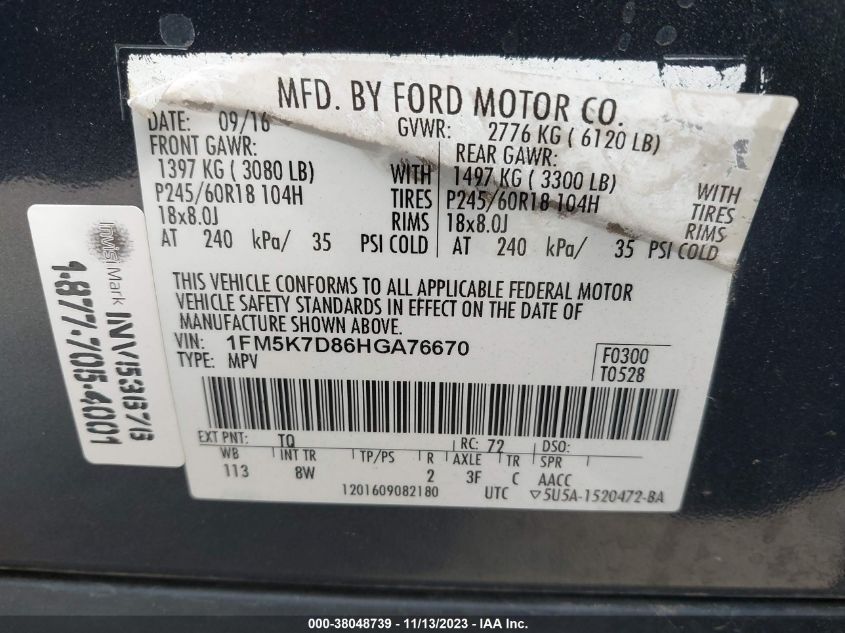 MFD. BY FORD MOTOR CO.
DATE: 09/16 GVWR: 2776 KG ( 6120 LB)
FRONT GAWR: REAR GAWR:
1397 KG ( 3080 LB) WITH 1497 KG ( 3300 LB) WITH
P245/60R18 104H TIRES P245/60R18 104H TIRES
18x8.0J RIMS 18x8.0J RIMS
AT 240 kPa/ 35 PSI COLD AT 240 kPa/ 35 PSI COLD
THIS VEHICLE CONFORMS TO ALL APPLICABLE FEDERAL MOTOR
VEHICLE SAFETY STANDARDS IN EFFECT ON THE DATE OF
MANUFACTURE SHOWN ABOVE.
VIN: 1FM5K7D86HGA76670
TYPE: MPV
F0300
T0528
EXT PNT: TQ RC: 72 DSO:
WB INT TR TP/PS R AXLE TR SPR
113 8W 2 3F C AACC
1201609082180 UTC ▽5U5A-1520472-BA
InvisiMark
1-877-705-4001
000-38048739 — 11/13/2023 — IAA Inc.